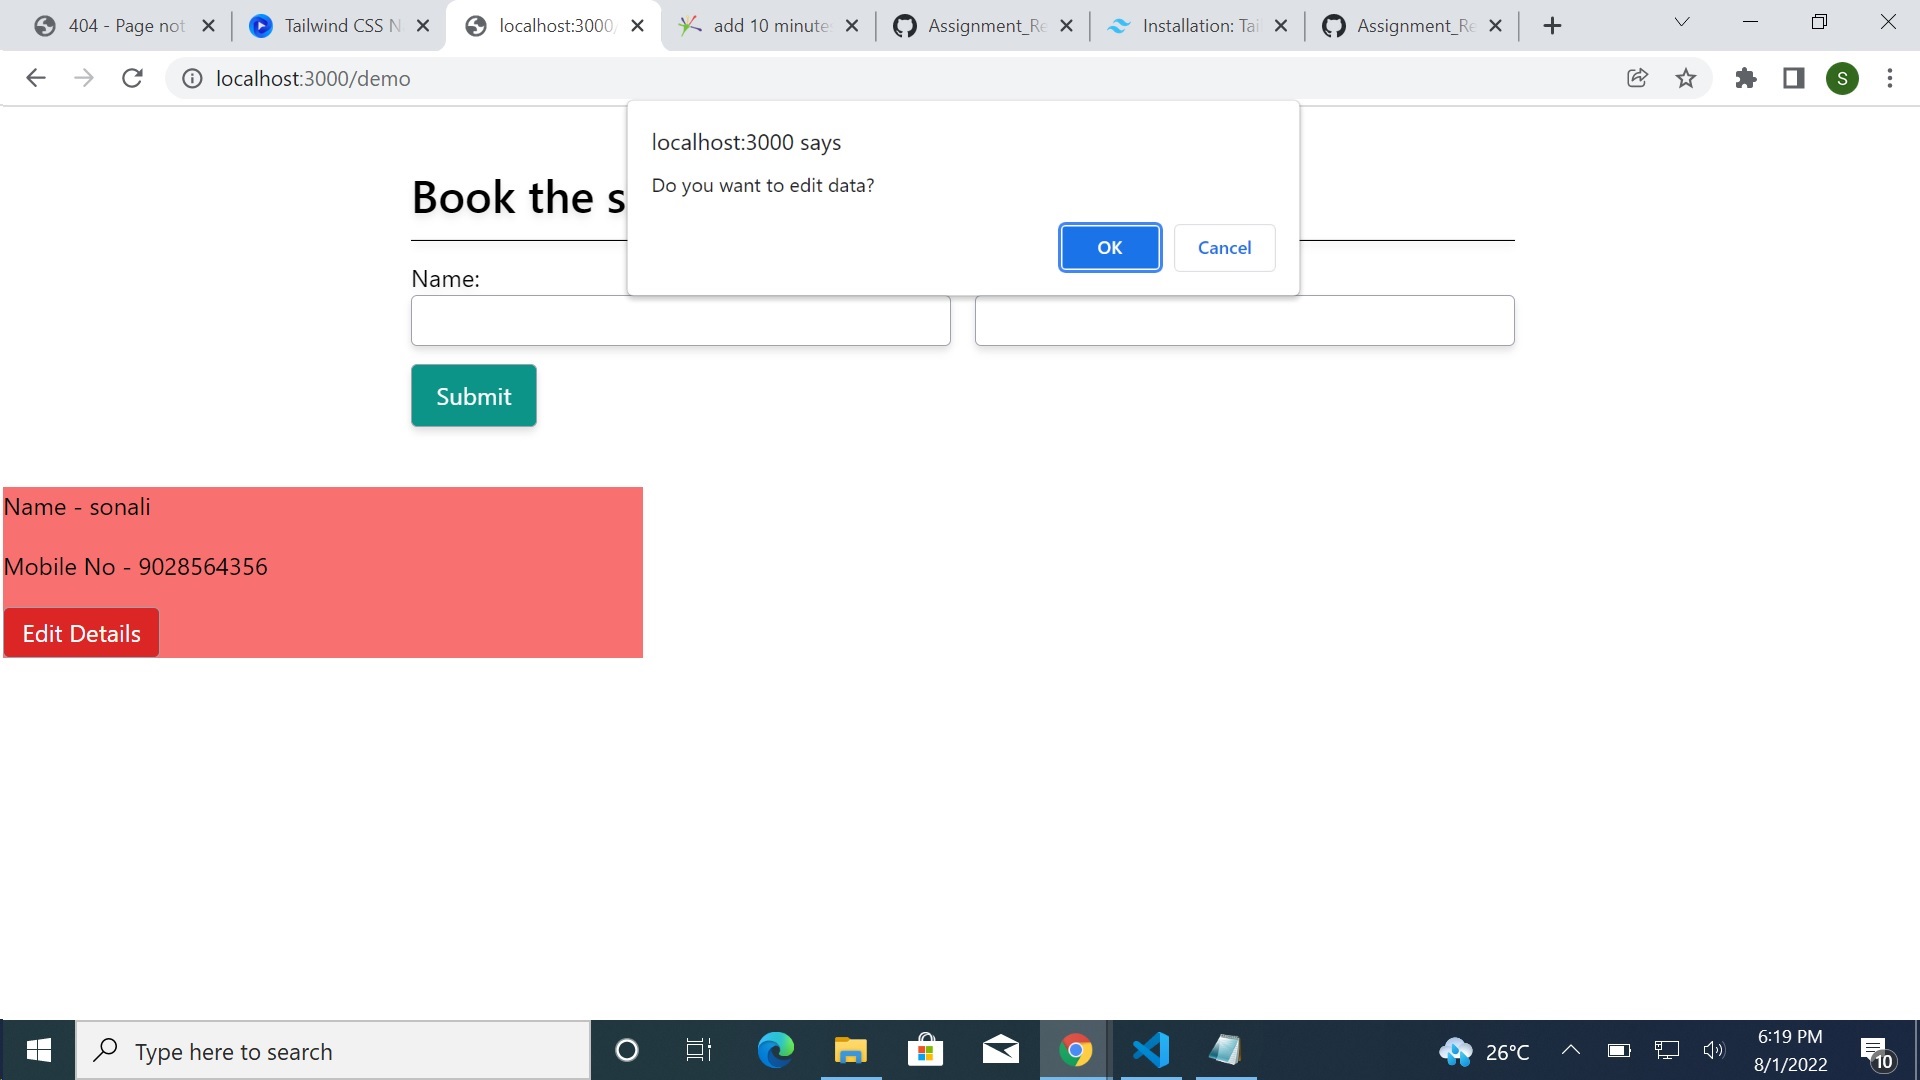 404 - Page not
Tailwind CSS N
localhost:3000/
add 10 minute
Assignment_Re
Installation: Tai
Assignment_Re
localhost:3000/demo
S
localhost:3000 says
Do you want to edit data?
OK
Cancel
Book the s
Name:
Submit
Name - sonali
Mobile No - 9028564356
Edit Details
Type here to search
26°C
6:19 PM
8/1/2022
10